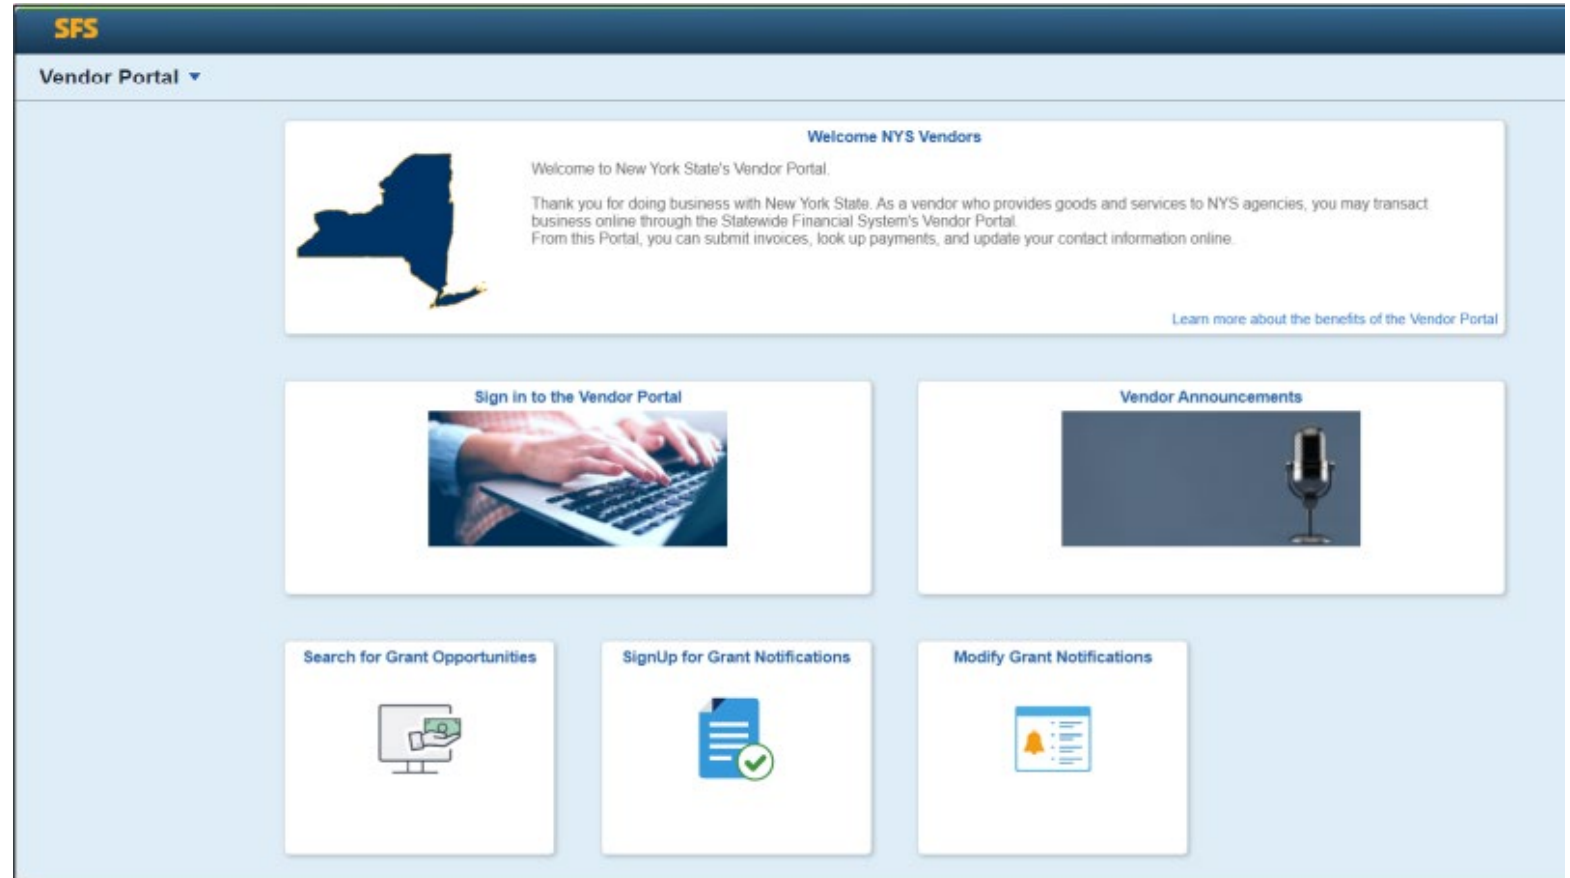 SFS
Vendor Portal
Welcome NYS Vendors
Welcome to New York State's Vendor Portal.
Thank you for doing business with New York State. As a vendor who provides goods and services to NYS agencies, you may transact
business online through the Statewide Financial System's Vendor Portal.
From this Portal, you can submit invoices, look up payments, and update your contact information online.
Learn more about the benefits of the Vendor Portal
Sign in to the Vendor Portal
Vendor Announcements
Search for Grant Opportunities
SignUp for Grant Notifications
Modify Grant Notifications